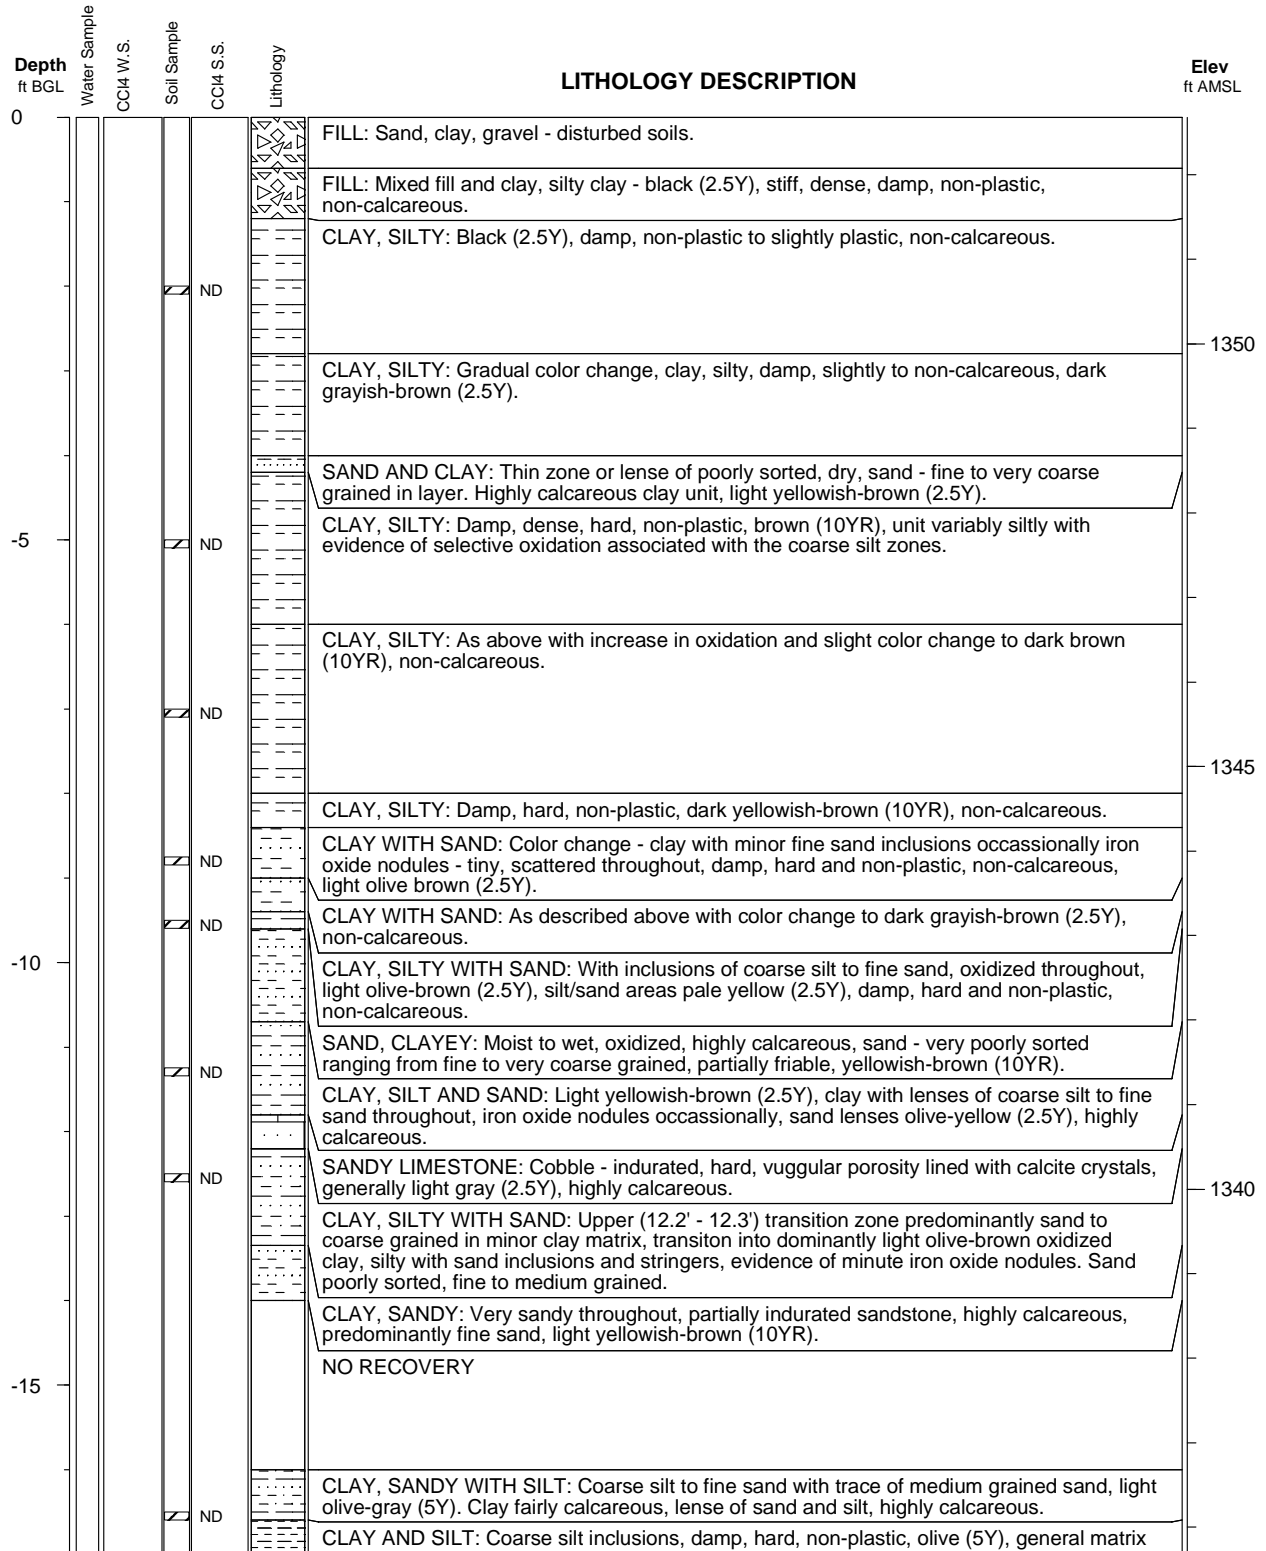 Depth
ft BGL
Water Sample
CCl4 W.S.
Soil Sample
CCl4 S.S.
Lithology
LITHOLOGY DESCRIPTION
Elev
ft AMSL
0
FILL: Sand, clay, gravel - disturbed soils.
FILL: Mixed fill and clay, silty clay - black (2.5Y), stiff, dense, damp, non-plastic,
non-calcareous.
CLAY, SILTY: Black (2.5Y), damp, non-plastic to slightly plastic, non-calcareous.
ND
1350
CLAY, SILTY: Gradual color change, clay, silty, damp, slightly to non-calcareous, dark
grayish-brown (2.5Y).
SAND AND CLAY: Thin zone or lense of poorly sorted, dry, sand - fine to very coarse
grained in layer. Highly calcareous clay unit, light yellowish-brown (2.5Y).
-5
ND
CLAY, SILTY: Damp, dense, hard, non-plastic, brown (10YR), unit variably siltly with
evidence of selective oxidation associated with the coarse silt zones.
CLAY, SILTY: As above with increase in oxidation and slight color change to dark brown
(10YR), non-calcareous.
ND
1345
CLAY, SILTY: Damp, hard, non-plastic, dark yellowish-brown (10YR), non-calcareous.
CLAY WITH SAND: Color change - clay with minor fine sand inclusions occassionally iron
oxide nodules - tiny, scattered throughout, damp, hard and non-plastic, non-calcareous,
light olive brown (2.5Y).
ND
CLAY WITH SAND: As described above with color change to dark grayish-brown (2.5Y),
non-calcareous.
ND
-10
CLAY, SILTY WITH SAND: With inclusions of coarse silt to fine sand, oxidized throughout,
light olive-brown (2.5Y), silt/sand areas pale yellow (2.5Y), damp, hard and non-plastic,
non-calcareous.
SAND, CLAYEY: Moist to wet, oxidized, highly calcareous, sand - very poorly sorted
ranging from fine to very coarse grained, partially friable, yellowish-brown (10YR).
ND
CLAY, SILT AND SAND: Light yellowish-brown (2.5Y), clay with lenses of coarse silt to fine
sand throughout, iron oxide nodules occassionally, sand lenses olive-yellow (2.5Y), highly
calcareous.
SANDY LIMESTONE: Cobble - indurated, hard, vuggular porosity lined with calcite crystals,
generally light gray (2.5Y), highly calcareous.
ND
1340
CLAY, SILTY WITH SAND: Upper (12.2' - 12.3') transition zone predominantly sand to
coarse grained in minor clay matrix, transiton into dominantly light olive-brown oxidized
clay, silty with sand inclusions and stringers, evidence of minute iron oxide nodules. Sand
poorly sorted, fine to medium grained.
CLAY, SANDY: Very sandy throughout, partially indurated sandstone, highly calcareous,
predominantly fine sand, light yellowish-brown (10YR).
NO RECOVERY
-15
CLAY, SANDY WITH SILT: Coarse silt to fine sand with trace of medium grained sand, light
olive-gray (5Y). Clay fairly calcareous, lense of sand and silt, highly calcareous.
ND
CLAY AND SILT: Coarse silt inclusions, damp, hard, non-plastic, olive (5Y), general matrix